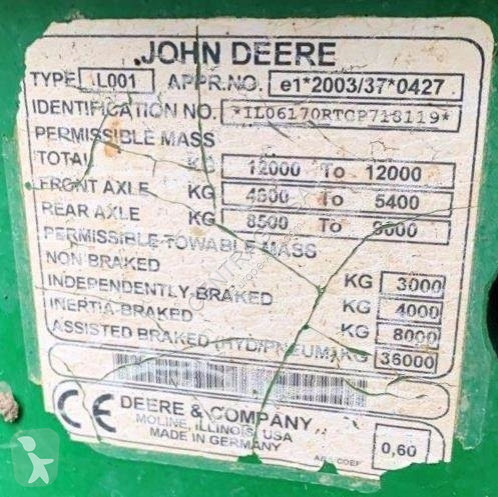 JOHN DEERE
TYPE L001 APPR.NO. e1*2003/37*0427
IDENTIFICATION NO. *1L06170RTCP718119*
PERMISSIBLE MASS
TOTAL KG 12000 To 12000
FRONT AXLE KG 4800 To 5400
REAR AXLE KG 8500 To 9000
PERMISSIBLE TOWABLE MASS
NON BRAKED KG 3000
INDEPENDENTLY-BRAKED KG 4000
INERTIA-BRAKED KG 8000
ASSISTED BRAKED (HYD/PNEUM) KG 36000
CE DEERE & COMPANY
MOLINE, ILLINOIS, USA
MADE IN GERMANY
0,60